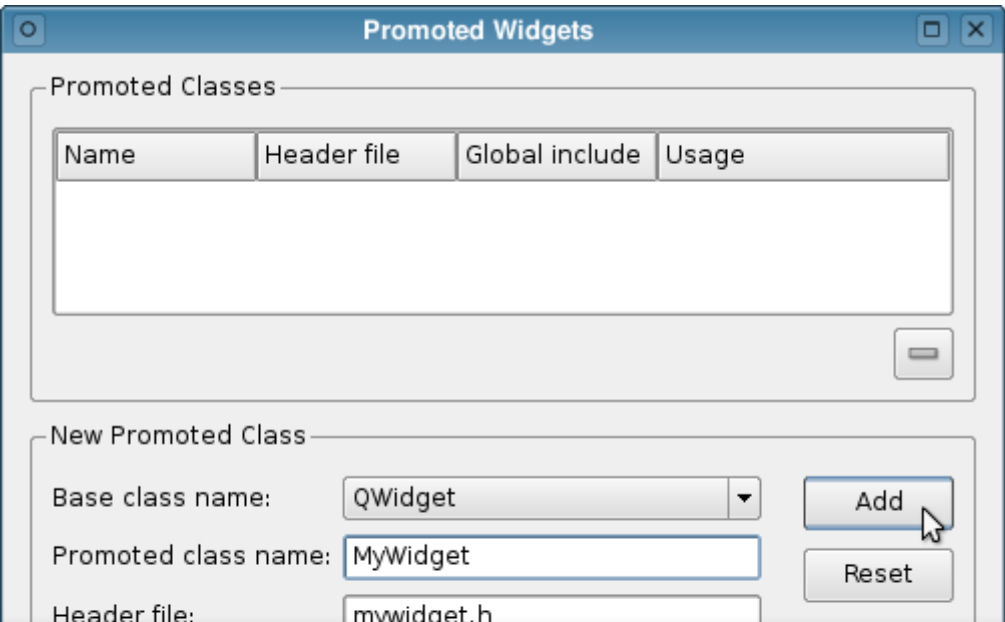 Promoted Widgets
Promoted Classes
Name Header file Global include Usage
New Promoted Class
Base class name: QWidget Add
Promoted class name: MyWidget
Reset
Header file: mywidget.h